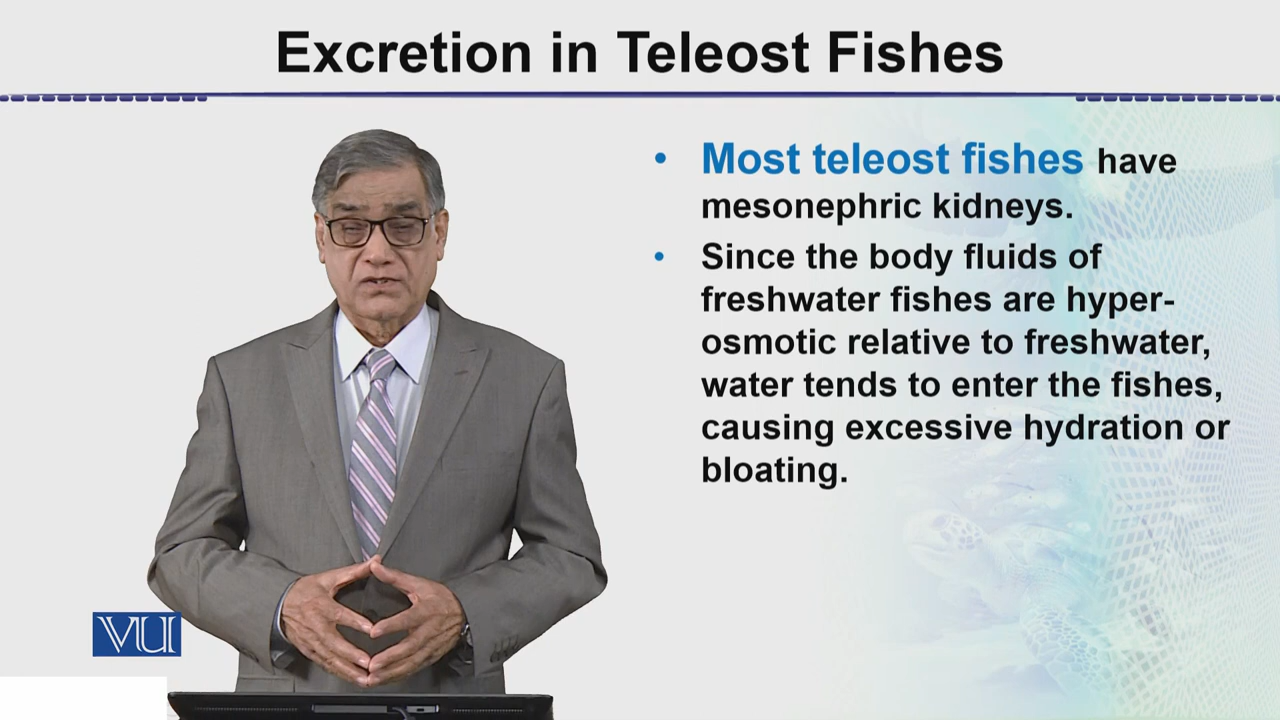 Excretion in Teleost Fishes
• Most teleost fishes have
mesonephric kidneys.
• Since the body fluids of
freshwater fishes are hyper-
osmotic relative to freshwater,
water tends to enter the fishes,
causing excessive hydration or
bloating.
VU